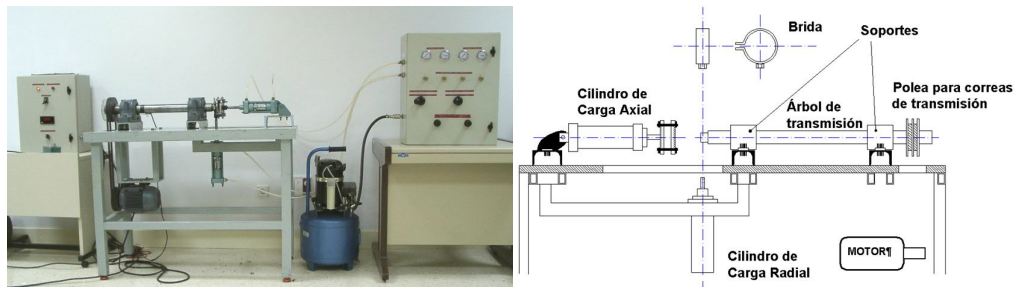 Brida
Soportes
Cilindro de
Carga Axial
Árbol de
transmisión
Polea para correas
de transmisión
Cilindro de
Carga Radial
MOTOR¶